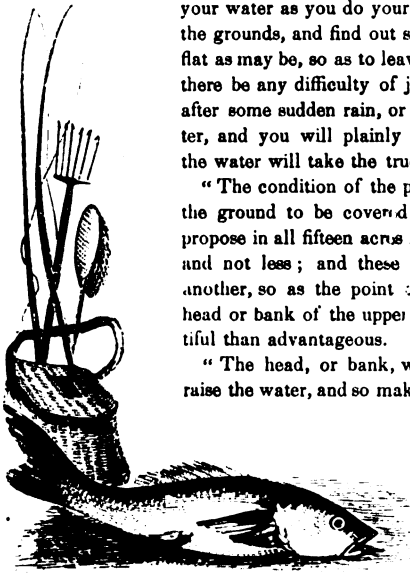 your water as you do your
the grounds, and find out s
flat as may be, so as to leav
there be any difficulty of j
after some sudden rain, or
ter, and you will plainly
the water will take the tru
“ The condition of the p
the ground to be covered
propose in all fifteen acres
and not less ; and these
another, so as the point
head or bank of the upper
tiful than advantageous.
“ The head, or bank, w
raise the water, and so mak